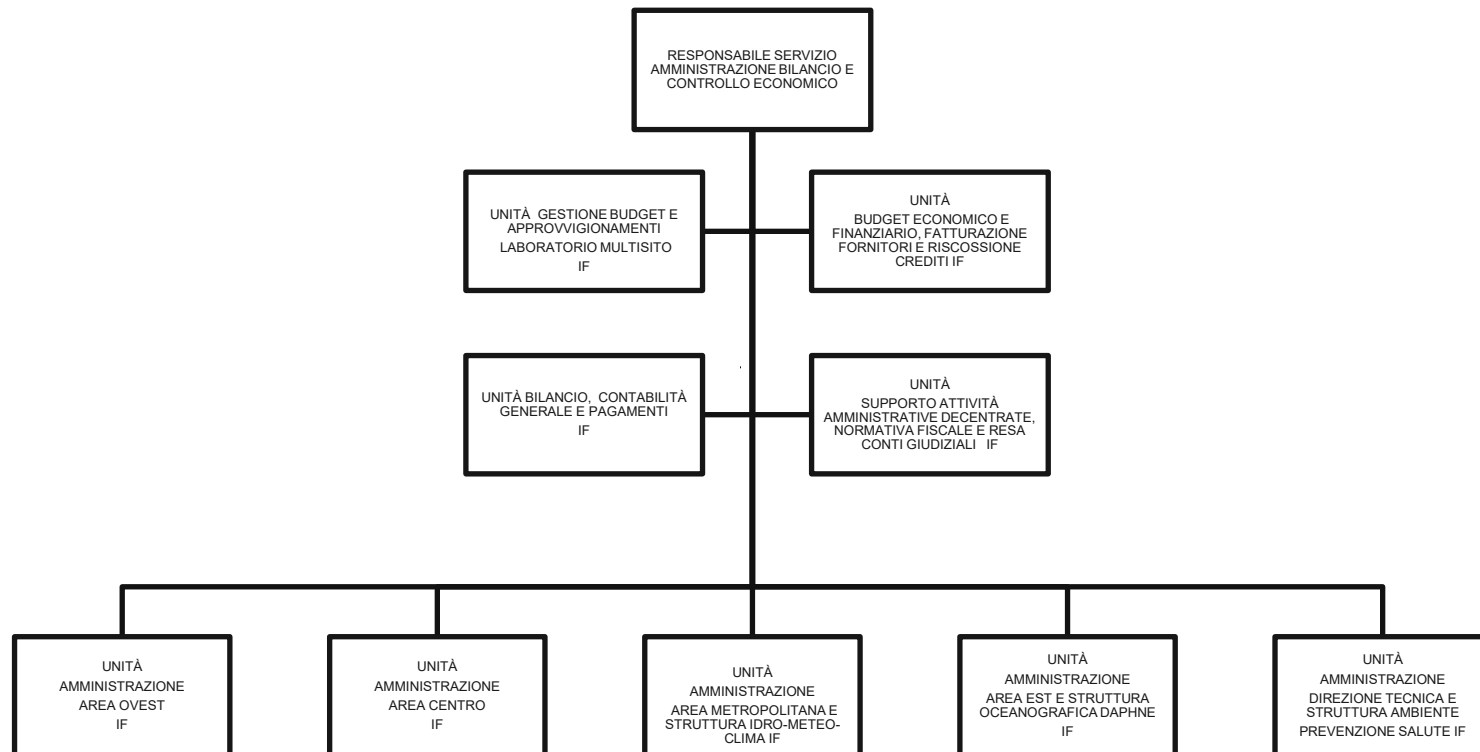 RESPONSABILE SERVIZIO
AMMINISTRAZIONE BILANCIO E
CONTROLLO ECONOMICO
UNITÀ GESTIONE BUDGET E
APPROVVIGIONAMENTI
LABORATORIO MULTISITO
IF
UNITÀ
BUDGET ECONOMICO E
FINANZIARIO, FATTURAZIONE
FORNITORI E RISCOSSIONE
CREDITI IF
UNITÀ BILANCIO, CONTABILITÀ
GENERALE E PAGAMENTI
IF
UNITÀ
SUPPORTO ATTIVITÀ
AMMINISTRATIVE DECENTRATE,
NORMATIVA FISCALE E RESA
CONTI GIUDIZIALI IF
UNITÀ
AMMINISTRAZIONE
AREA OVEST
IF
UNITÀ
AMMINISTRAZIONE
AREA CENTRO
IF
UNITÀ
AMMINISTRAZIONE
AREA METROPOLITANA E
STRUTTURA IDRO-METEO-
CLIMA IF
UNITÀ
AMMINISTRAZIONE
AREA EST E STRUTTURA
OCEANOGRAFICA DAPHNE
IF
UNITÀ
AMMINISTRAZIONE
DIREZIONE TECNICA E
STRUTTURA AMBIENTE
PREVENZIONE SALUTE IF